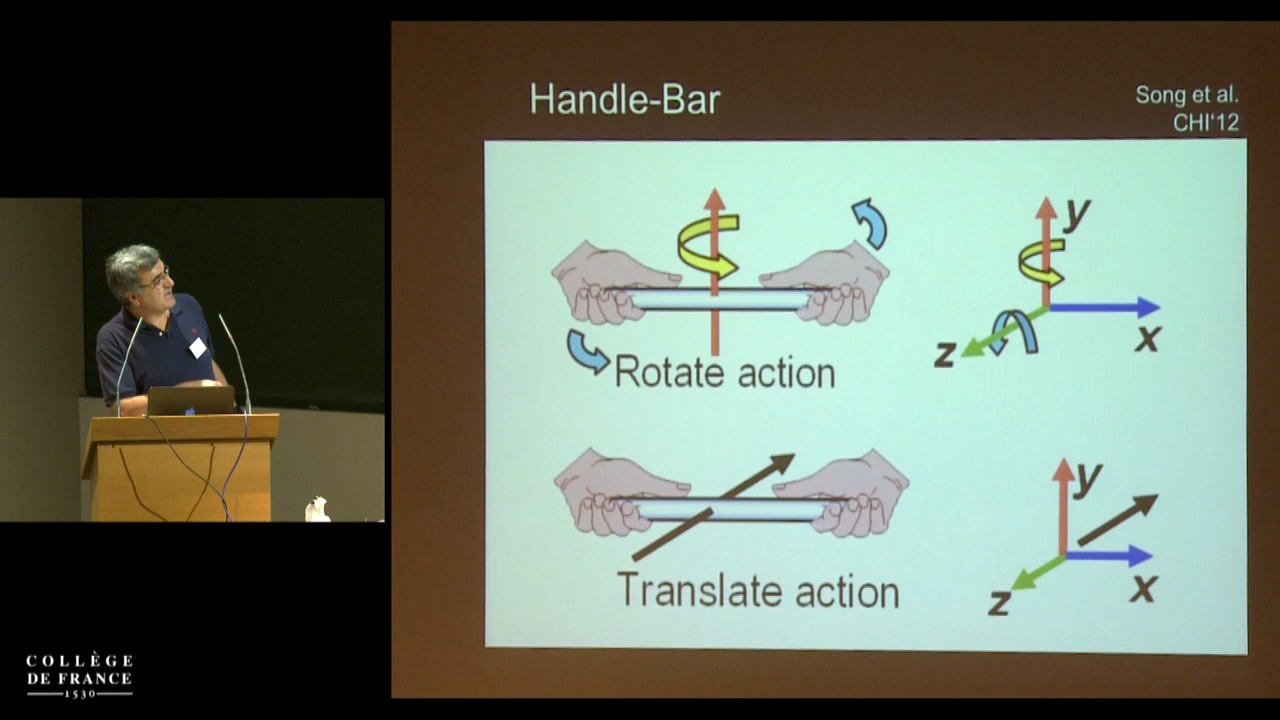 Handle-Bar
Song et al.
CHI'12
y
x
z
Rotate action
y
x
z
Translate action
COLLÈGE
DE FRANCE
1530